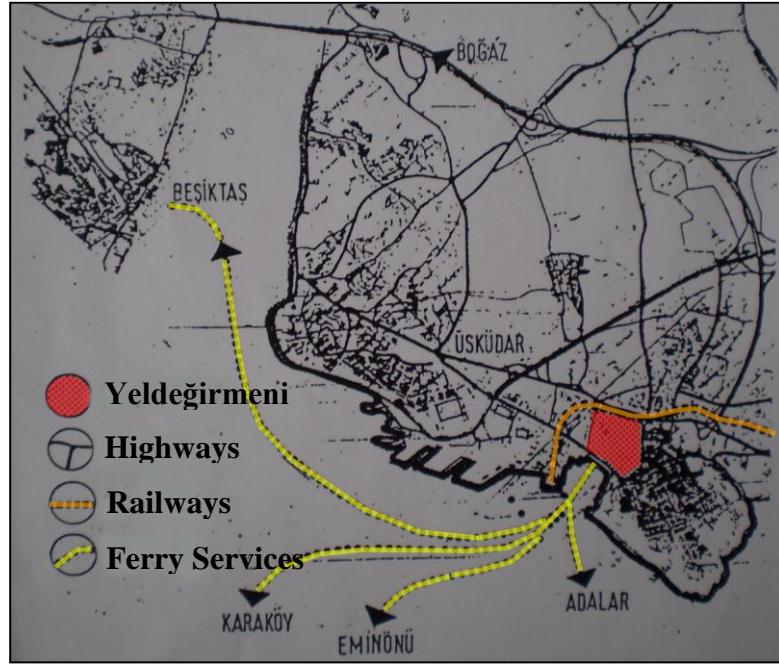 BOĞAZ
BEŞİKTAŞ
ÜSKÜDAR
Yeldeğirmeni
Highways
Railways
Ferry Services
KARAKÖY
EMİNÖNÜ
ADALAR